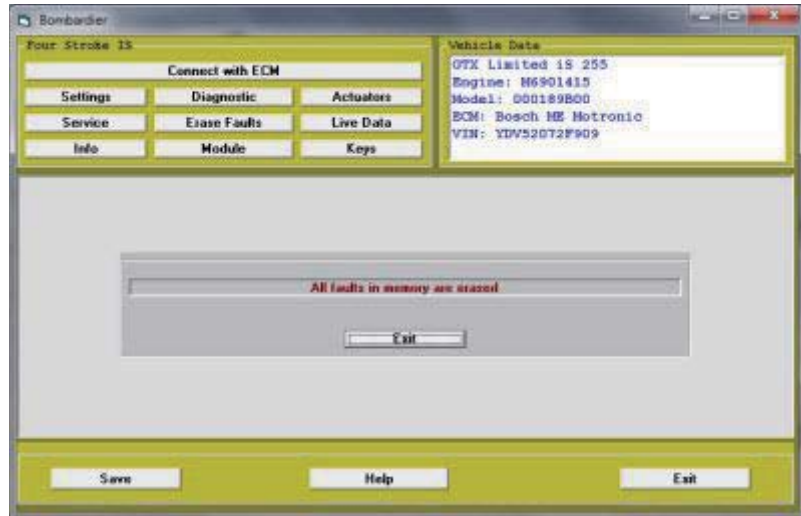 Bombardier
Four Stroke IS
Connect with ECM
Settings Diagnostic Actuators
Service Erase Faults Live Data
Info Module Keys
Vehicle Data
GTX Limited iS 255
Engine: M6901415
Model: 000189B00
ECM: Bosch ME Motronic
VIN: YDV52072F909
All faults in memory are erased
Exit
Save Help Exit